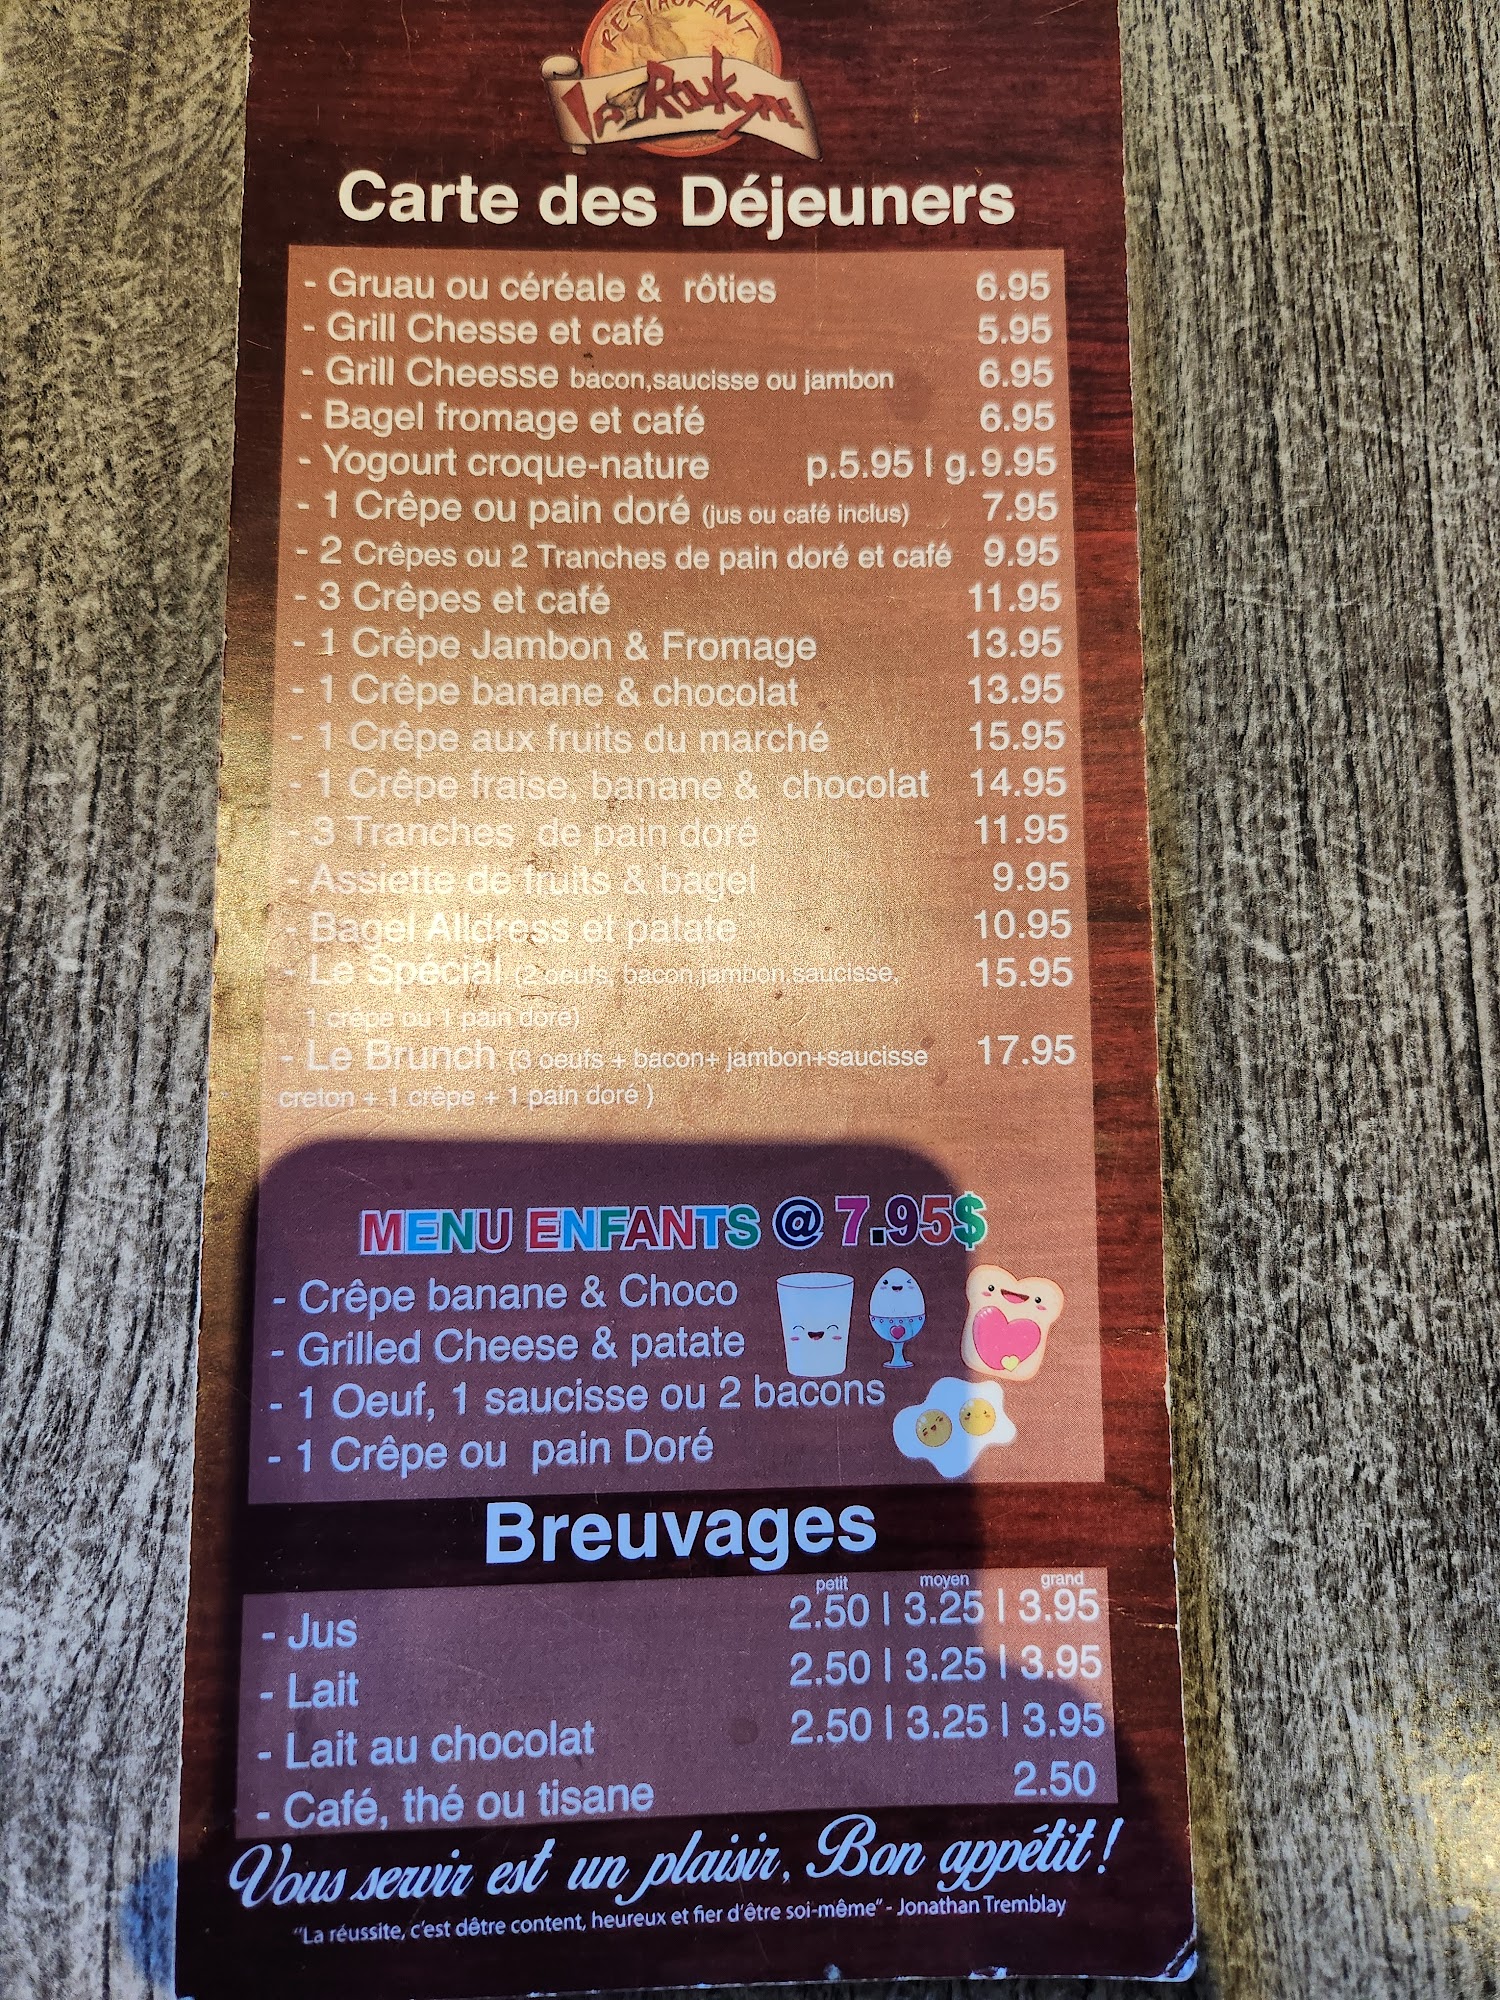 RESTAURANT
La Roukyne
Carte des Déjeuners
- Gruau ou céréale & rôties 6.95
- Grill Chesse et café 5.95
- Grill Cheesse bacon,saucisse ou jambon 6.95
- Bagel fromage et café 6.95
- Yogourt croque-nature p.5.95 | g.9.95
- 1 Crêpe ou pain doré (jus ou café inclus) 7.95
- 2 Crêpes ou 2 Tranches de pain doré et café 9.95
- 3 Crêpes et café 11.95
- 1 Crêpe Jambon & Fromage 13.95
- 1 Crêpe banane & chocolat 13.95
- 1 Crêpe aux fruits du marché 15.95
- 1 Crêpe fraise, banane & chocolat 14.95
- 3 Tranches de pain doré 11.95
- Assiette de fruits & bagel 9.95
- Bagel Alldress et patate 10.95
- Le Spécial (2 oeufs, bacon,jambon,saucisse, 15.95
1 crêpe ou 1 pain doré)
- Le Brunch (3 oeufs + bacon+ jambon+saucisse 17.95
creton + 1 crêpe + 1 pain doré )
MENU ENFANTS @ 7.95$
- Crêpe banane & Choco
- Grilled Cheese & patate
- 1 Oeuf, 1 saucisse ou 2 bacons
- 1 Crêpe ou pain Doré
Breuvages
petit moyen grand
- Jus 2.50 | 3.25 | 3.95
- Lait 2.50 | 3.25 | 3.95
- Lait au chocolat 2.50 | 3.25 | 3.95
- Café, thé ou tisane 2.50
Vous servir est un plaisir, Bon appétit !
"La réussite, c'est dêtre content, heureux et fier d'être soi-même" - Jonathan Tremblay